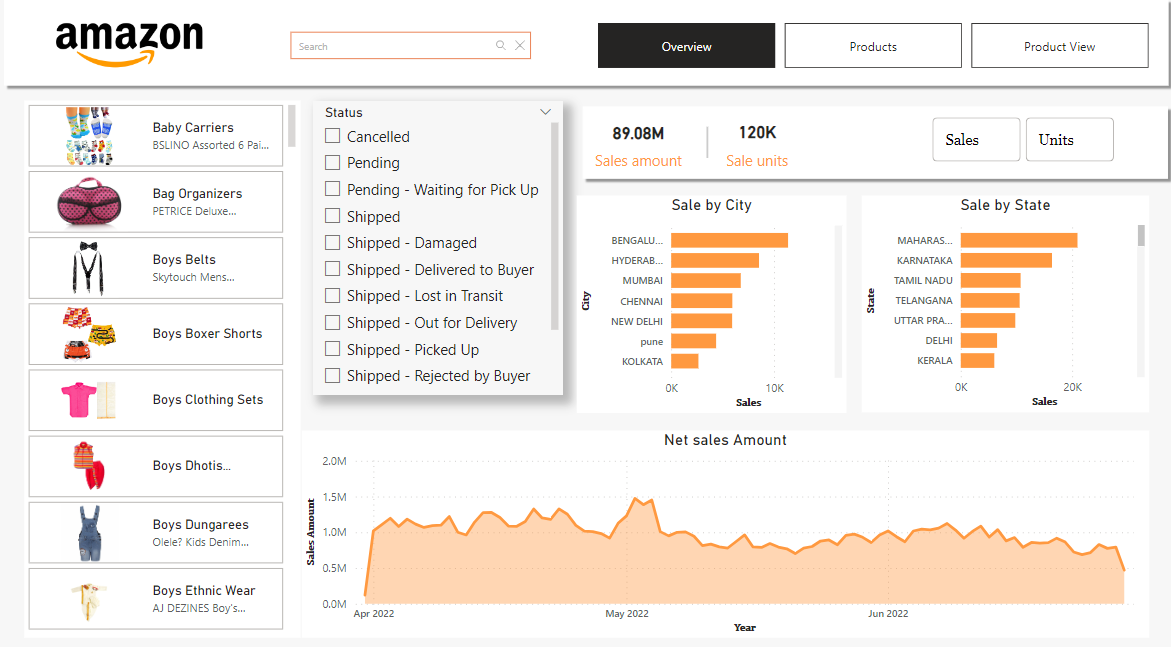 amazon
Search
Overview
Products
Product View
Baby Carriers
BSLINO Assorted 6 Pai...
Bag Organizers
PETRICE Deluxe...
Boys Belts
Skytouch Mens...
Boys Boxer Shorts
Boys Clothing Sets
Boys Dhotis...
Boys Dungarees
Olele? Kids Denim...
Boys Ethnic Wear
AJ DEZINES Boy's...
Status
Cancelled
Pending
Pending - Waiting for Pick Up
Shipped
Shipped - Damaged
Shipped - Delivered to Buyer
Shipped - Lost in Transit
Shipped - Out for Delivery
Shipped - Picked Up
Shipped - Rejected by Buyer
89.08M
Sales amount
120K
Sale units
Sales
Units
Sale by City
City
BENGALU...
HYDERAB...
MUMBAI
CHENNAI
NEW DELHI
pune
KOLKATA
0K 10K
Sales
Sale by State
State
MAHARAS...
KARNATAKA
TAMIL NADU
TELANGANA
UTTAR PRA...
DELHI
KERALA
0K 20K
Sales
Net sales Amount
Sales Amount
2.0M
1.5M
1.0M
0.5M
0.0M
Apr 2022 May 2022 Jun 2022
Year